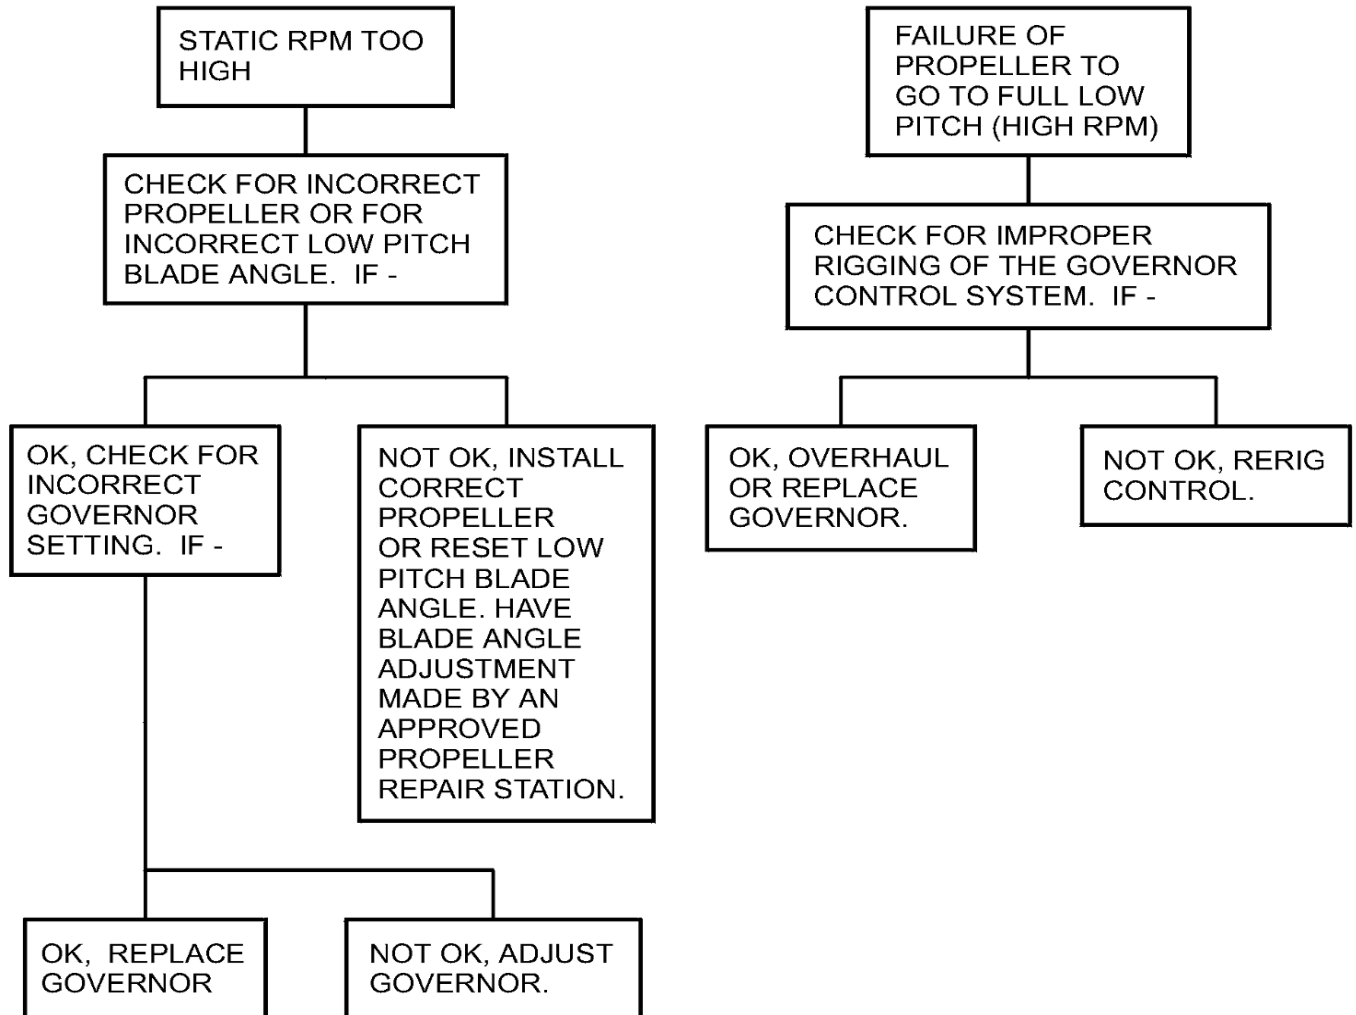 STATIC RPM TOO
HIGH
CHECK FOR INCORRECT
PROPELLER OR FOR
INCORRECT LOW PITCH
BLADE ANGLE.  IF -
OK, CHECK FOR
INCORRECT
GOVERNOR
SETTING.  IF -
NOT OK, INSTALL
CORRECT
PROPELLER
OR RESET LOW
PITCH BLADE
ANGLE. HAVE
BLADE ANGLE
ADJUSTMENT
MADE BY AN
APPROVED
PROPELLER
REPAIR STATION.
OK,  REPLACE
GOVERNOR
NOT OK, ADJUST
GOVERNOR.
FAILURE OF
PROPELLER TO
GO TO FULL LOW
PITCH (HIGH RPM)
CHECK FOR IMPROPER
RIGGING OF THE GOVERNOR
CONTROL SYSTEM.  IF -
OK, OVERHAUL
OR REPLACE
GOVERNOR.
NOT OK, RERIG
CONTROL.